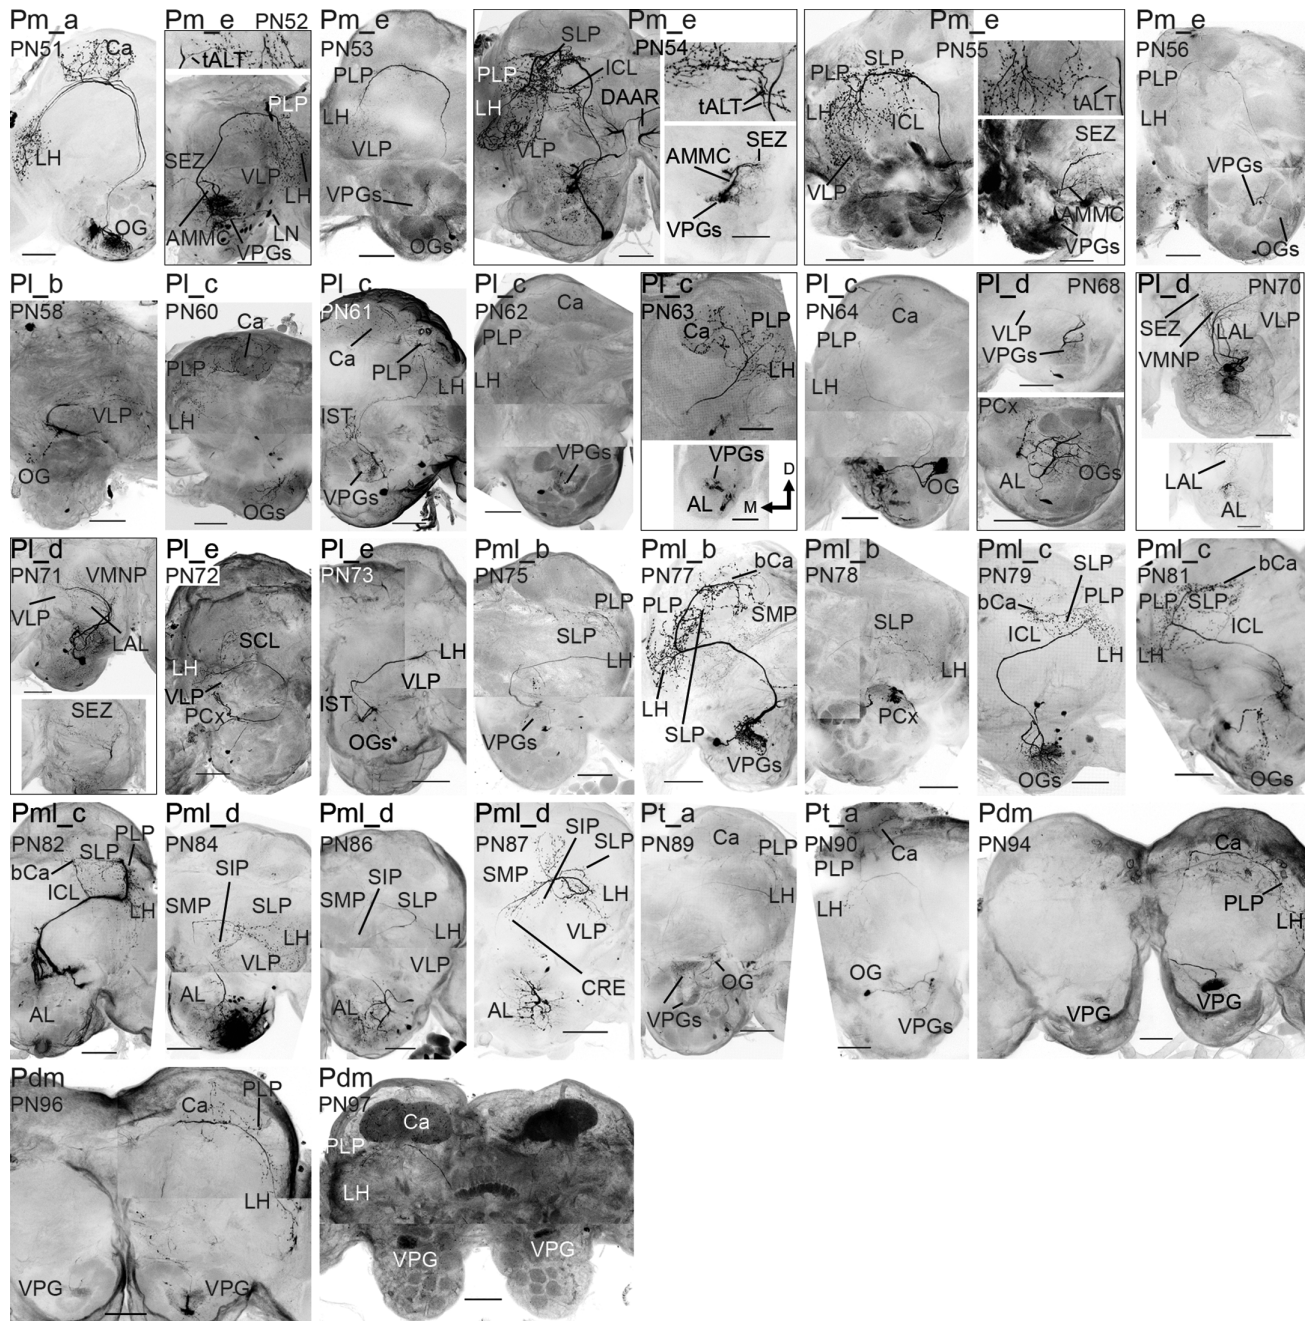 Pm_a
PN51
Ca
LH
OG
Pm_e
PN52
tALT
PLP
SEZ
VLP
LH
AMMC
LN
VPGs
Pm_e
PN53
PLP
LH
VLP
VPGs
OGs
Pm_e
PN54
SLP
PLP
ICL
LH
DAAR
VLP
tALT
SEZ
AMMC
VPGs
Pm_e
PN55
SLP
PLP
LH
ICL
VLP
tALT
SEZ
AMMC
VPGs
Pm_e
PN56
PLP
LH
VPGs
OGs
Pl_b
PN58
VLP
OG
Pl_c
PN60
Ca
PLP
LH
OGs
Pl_c
PN61
Ca
PLP
LH
IST
VPGs
Pl_c
PN62
Ca
PLP
LH
VPGs
Pl_c
PN63
Ca
PLP
LH
VPGs
D
AL
M
Pl_c
PN64
Ca
PLP
LH
OG
Pl_d
PN68
VLP
VPGs
PCx
AL
OGs
Pl_d
PN70
SEZ
LAL
VLP
VMNP
LAL
AL
Pl_d
PN71
VMNP
VLP
LAL
SEZ
Pl_e
PN72
SCL
LH
VLP
PCx
Pl_e
PN73
LH
VLP
IST
OGs
Pml_b
PN75
PLP
SLP
LH
VPGs
Pml_b
PN77
bCa
PLP
SMP
LH
SLP
VPGs
Pml_b
PN78
SLP
LH
PCx
Pml_c
PN79
SLP
bCa
PLP
ICL
LH
OGs
Pml_c
PN81
bCa
PLP
SLP
ICL
LH
OGs
Pml_c
PN82
PLP
SLP
bCa
ICL
LH
AL
Pml_d
PN84
SIP
SMP
SLP
LH
VLP
AL
Pml_d
PN86
SIP
SMP
SLP
LH
VLP
AL
Pml_d
PN87
SIP
SLP
SMP
LH
VLP
CRE
AL
Pt_a
PN89
Ca
PLP
LH
OG
VPGs
Pt_a
PN90
Ca
PLP
LH
OG
VPGs
Pdm
PN94
Ca
PLP
LH
VPG
VPG
Pdm
PN96
PLP
Ca
LH
VPG
VPG
Pdm
PN97
Ca
PLP
LH
VPG
VPG